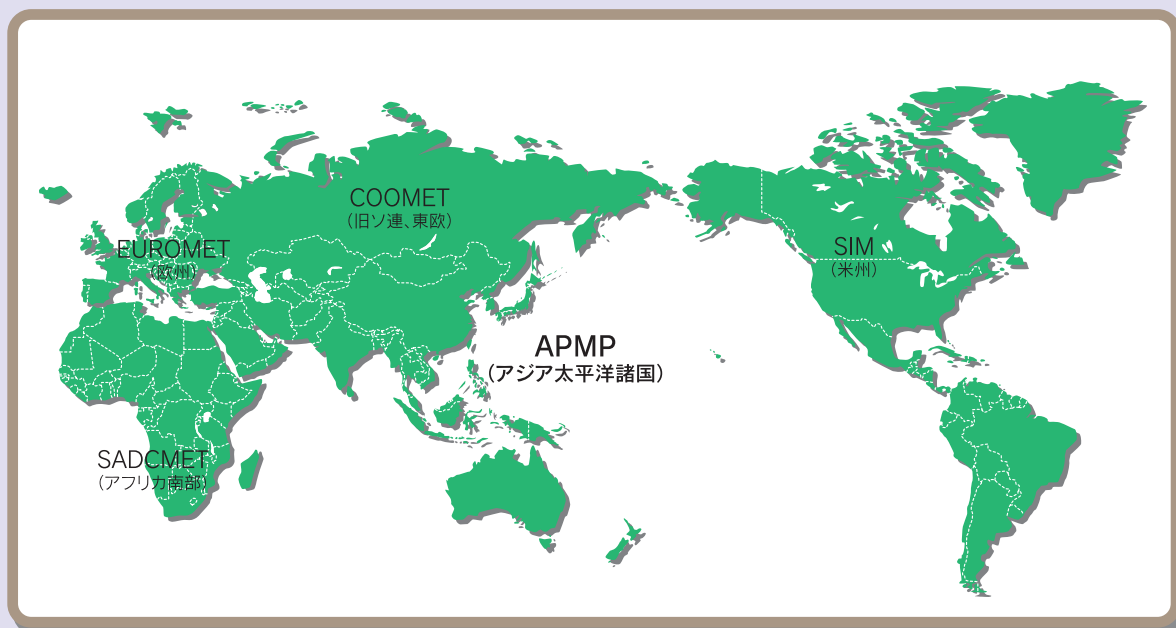 COOMET
（旧ソ連、東欧）
EUROMET
（欧州）
SIM
（米州）
APMP
（アジア太平洋諸国）
SADCMET
（アフリカ南部）